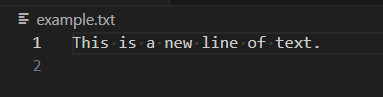 example.txt
1 This is a new line of text.
2